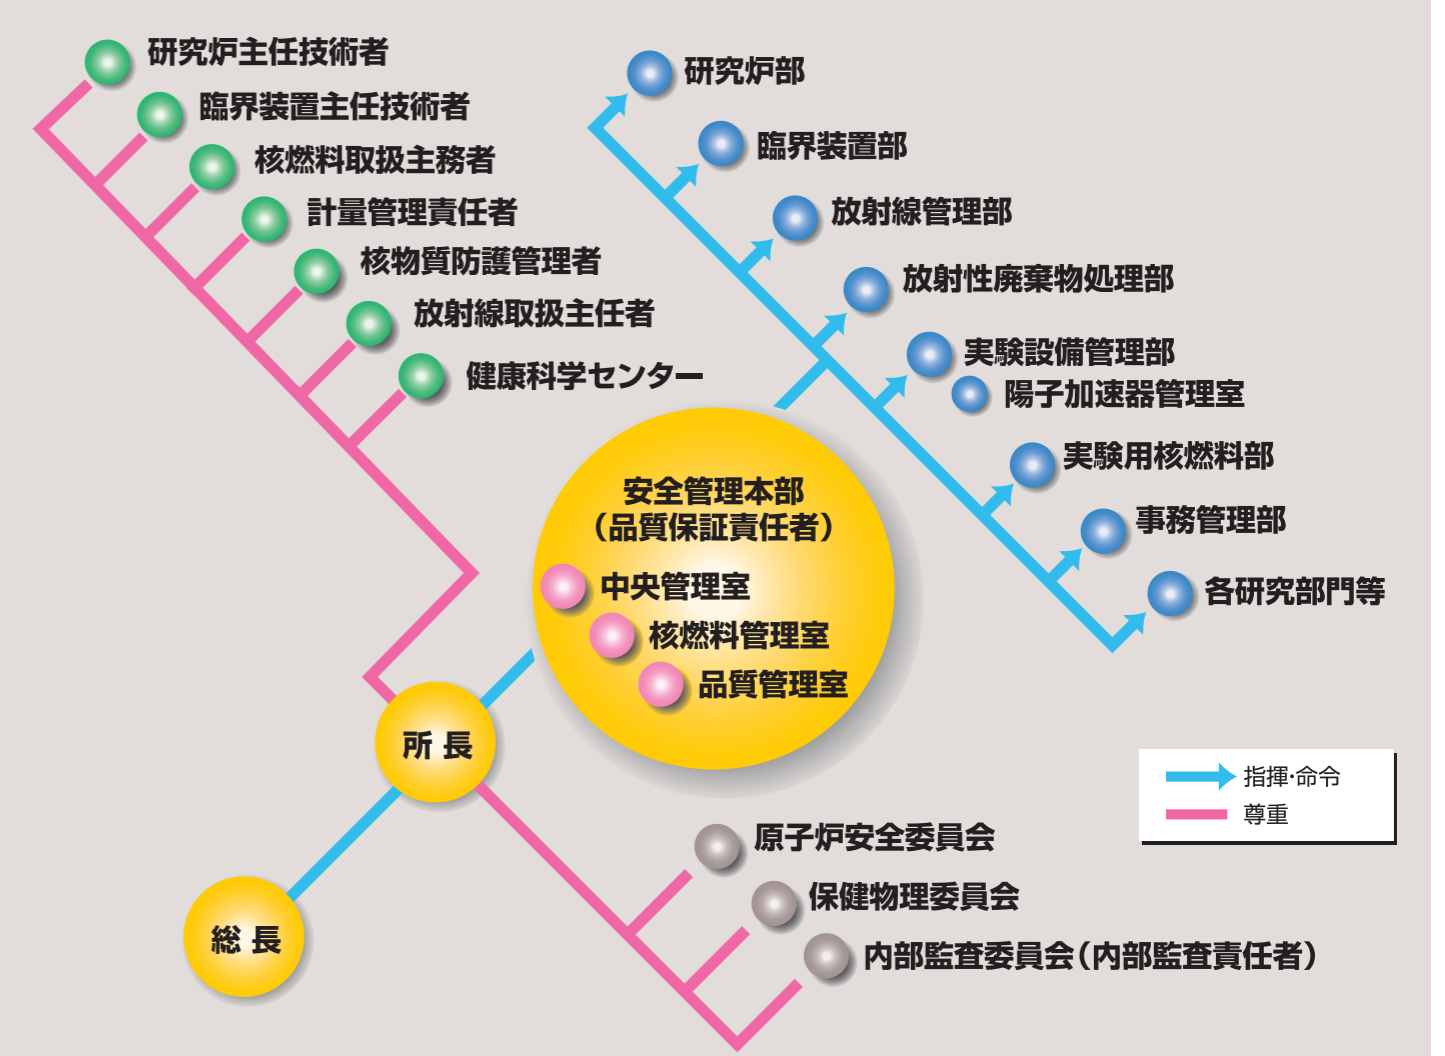 研究炉主任技術者
臨界装置主任技術者
核燃料取扱主務者
計量管理責任者
核物質防護管理者
放射線取扱主任者
健康科学センター
研究炉部
臨界装置部
放射線管理部
放射性廃棄物処理部
実験設備管理部
陽子加速器管理室
実験用核燃料部
事務管理部
各研究部門等
安全管理本部
（品質保証責任者）
中央管理室
核燃料管理室
品質管理室
所 長
総 長
指揮・命令
尊重
原子炉安全委員会
保健物理委員会
内部監査委員会（内部監査責任者）